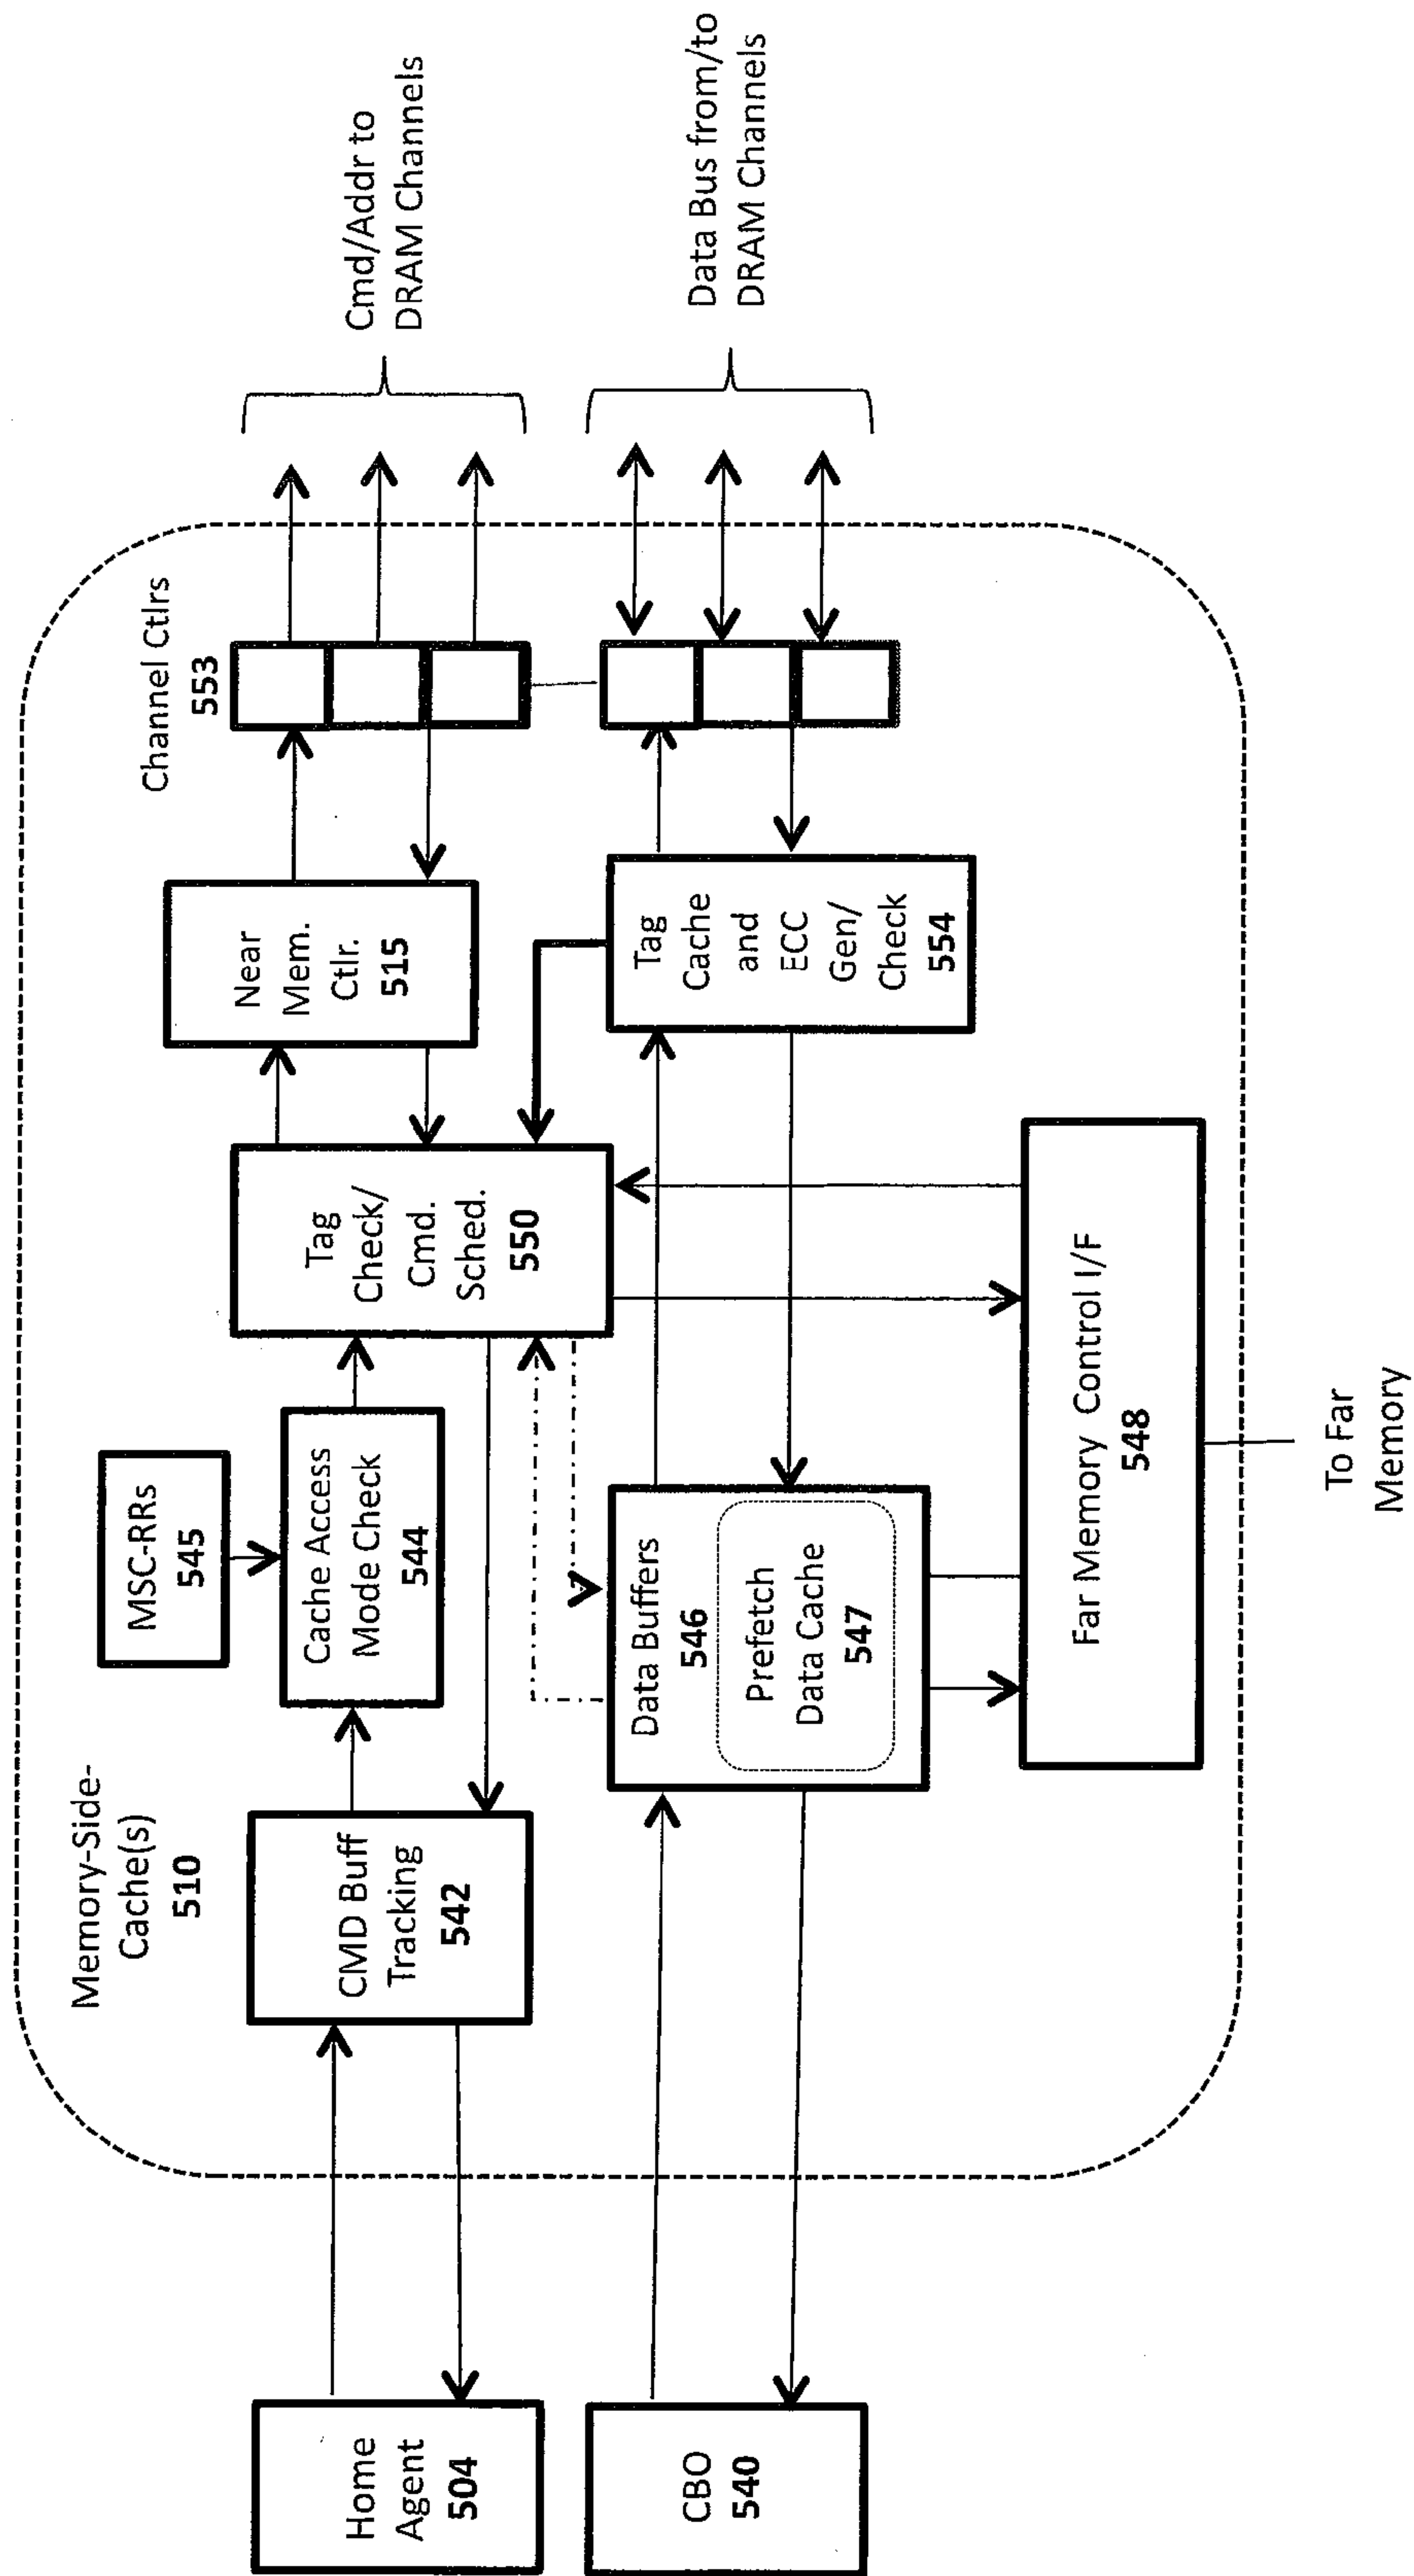 Memory-Side-
Cache(s)
510
MSC-RRs
545
Channel Ctlrs
553
Home
Agent
504
CMD Buff
Tracking
542
Cache Access
Mode Check
544
Tag
Check/
Cmd.
Sched.
550
Near
Mem.
Ctlr.
515
Cmd/Addr to
DRAM Channels
CBO
540
Data Buffers
546
Prefetch
Data Cache
547
Tag
Cache
and
ECC
Gen/
Check
554
Data Bus from/to
DRAM Channels
Far Memory Control I/F
548
To Far
Memory